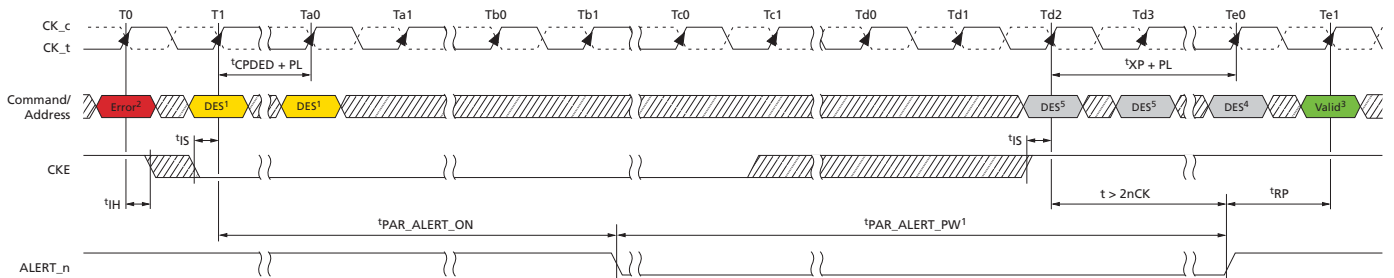 T0 T1 Ta0 Ta1 Tb0 Tb1 Tc0 Tc1 Td0 Td1 Td2 Td3 Te0 Te1
CK_c
CK_t
tCPDED + PL
tXP + PL
Command/
Address
Error2 DES1 DES1 DES5 DES5 DES4 Valid3
tIS
tIS
CKE
tIH
t > 2nCK
tRP
tPAR_ALERT_ON
tPAR_ALERT_PW1
ALERT_n